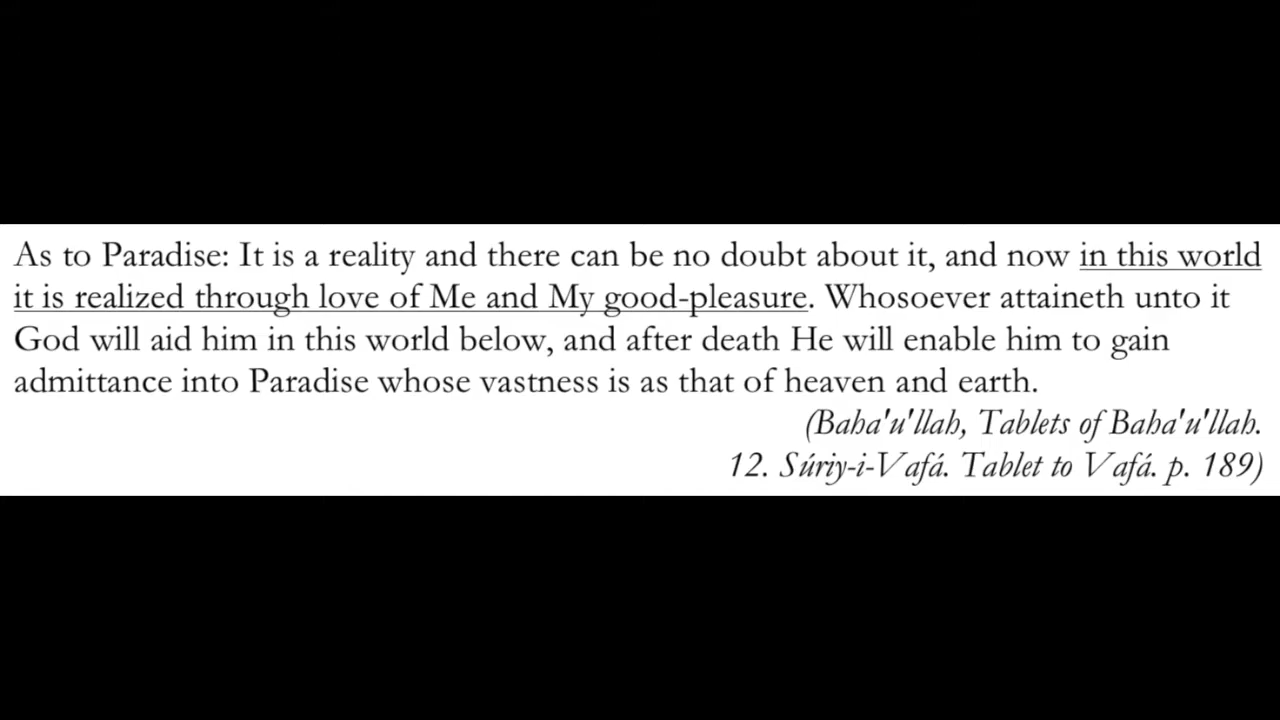 As to Paradise: It is a reality and there can be no doubt about it, and now in this world
it is realized through love of Me and My good-pleasure. Whosoever attaineth unto it
God will aid him in this world below, and after death He will enable him to gain
admittance into Paradise whose vastness is as that of heaven and earth.
(Baha'u'llah, Tablets of Baha'u'llah.
12. Súriy-i-Vafá. Tablet to Vafá. p. 189)